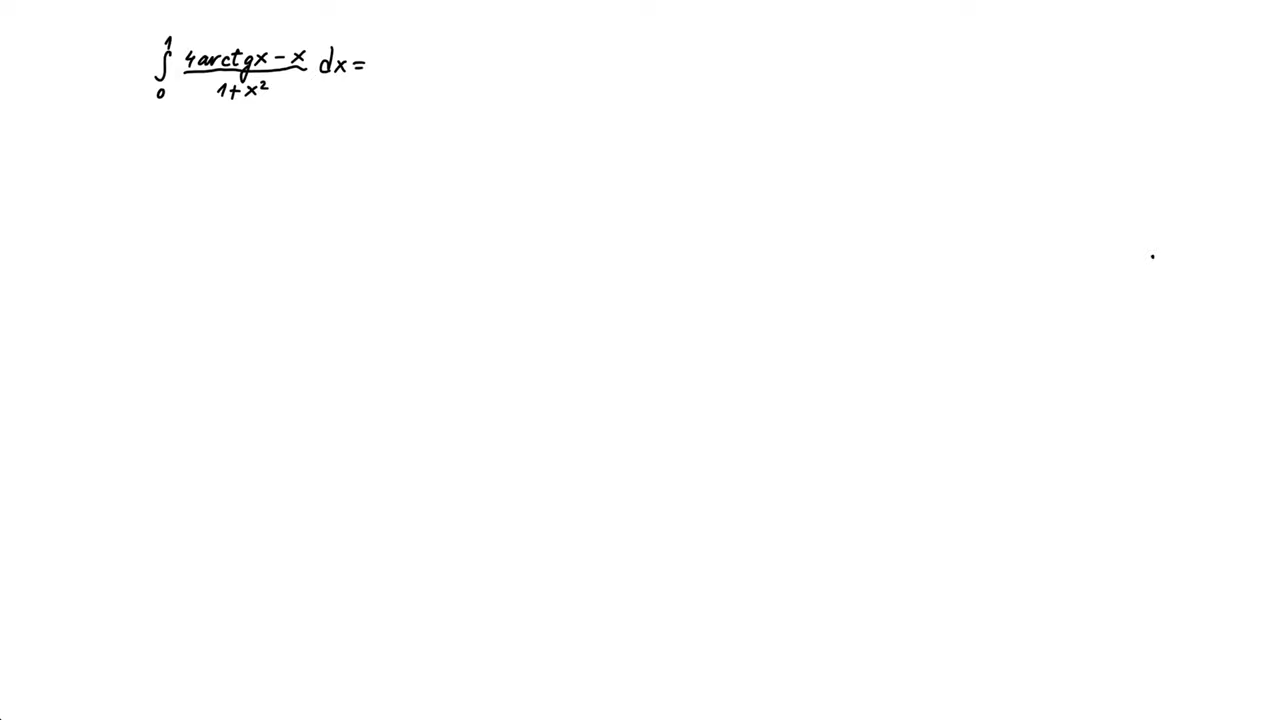 ∫₀¹ (4arctgx − x)/(1 + x²) dx =